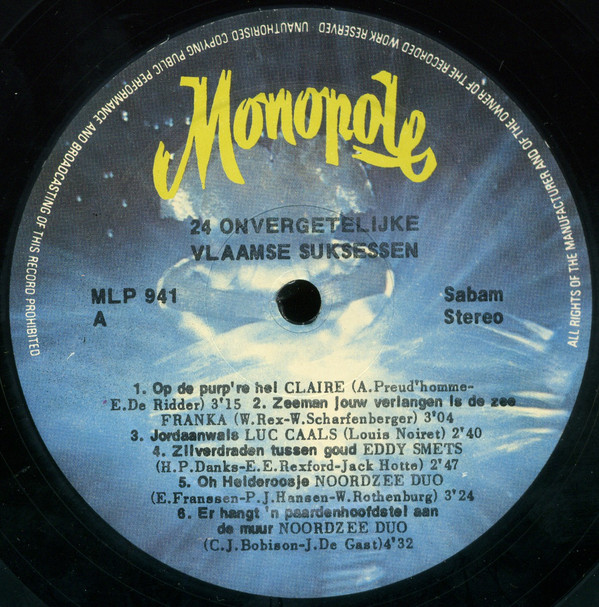 ALL RIGHTS OF THE MANUFACTURER AND OF THE OWNER OF THE RECORDED WORK RESERVED UNAUTHORISED COPYING PUBLIC PERFORMANCE AND BROADCASTING OF THIS RECORD PROHIBITED
Monopole
24 ONVERGETELIJKE
VLAAMSE SUKSESSEN
MLP 941
A
Sabam
Stereo
1. Op de purp're hei CLAIRE (A.Preud'homme-
E.De Ridder) 3'15 2. Zeeman jouw verlangen is de zee
FRANKA (W.Rex-W.Scharfenberger) 3'04
3. Jordaanwals LUC CAALS (Louis Noiret) 2'40
4. Zilverdraden tussen goud EDDY SMETS
(H.P.Danks-E.E.Rexford-Jack Hotte) 2'47
5. Oh Heideroosje NOORDZEE DUO
(E.Franssen-P.J.Hansen-W.Rothenburg) 3'24
6. Er hangt 'n paardenhoofdstel aan
de muur NOORDZEE DUO
(C.J.Bobison-J.De Gast)4'32